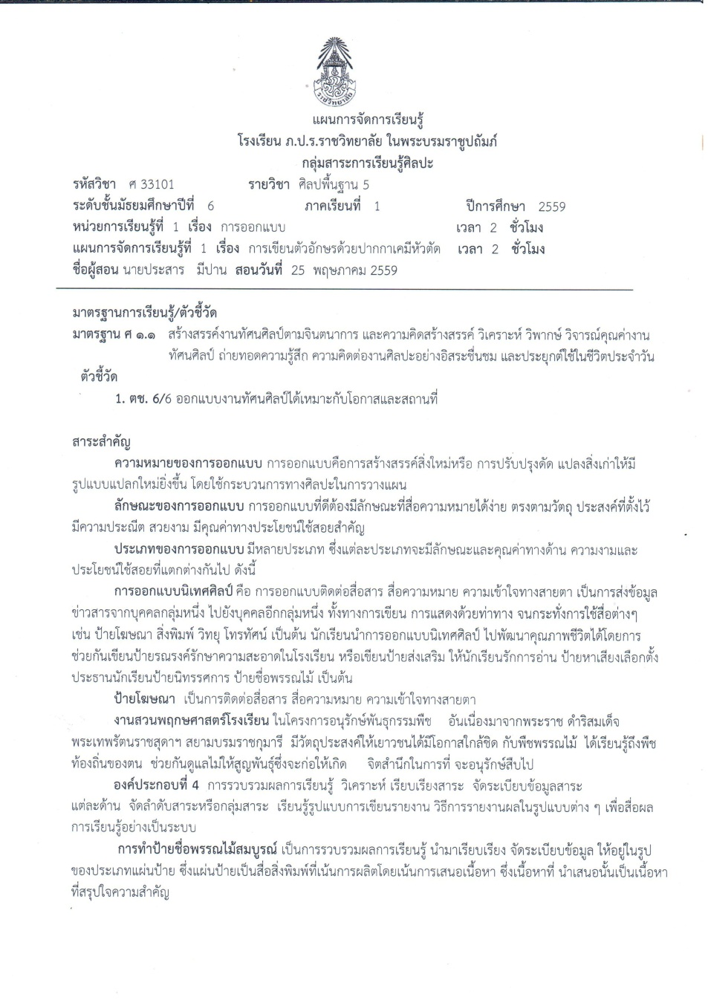 ราชวิทยาลัย
แผนการจัดการเรียนรู้
โรงเรียน ภ.ป.ร.ราชวิทยาลัย ในพระบรมราชูปถัมภ์
กลุ่มสาระการเรียนรู้ศิลปะ
รหัสวิชา ศ 33101 รายวิชา ศิลปพื้นฐาน 5
ระดับชั้นมัธยมศึกษาปีที่ 6 ภาคเรียนที่ 1 ปีการศึกษา 2559
หน่วยการเรียนรู้ที่ 1 เรื่อง การออกแบบ เวลา 2 ชั่วโมง
แผนการจัดการเรียนรู้ที่ 1 เรื่อง การเขียนตัวอักษรด้วยปากกาเคมีหัวตัด เวลา 2 ชั่วโมง
ชื่อผู้สอน นายประสาร มีปาน สอนวันที่ 25 พฤษภาคม 2559
มาตรฐานการเรียนรู้/ตัวชี้วัด
มาตรฐาน ศ ๑.๑ สร้างสรรค์งานทัศนศิลป์ตามจินตนาการ และความคิดสร้างสรรค์ วิเคราะห์ วิพากษ์ วิจารณ์คุณค่างาน
ทัศนศิลป์ ถ่ายทอดความรู้สึก ความคิดต่องานศิลปะอย่างอิสระชื่นชม และประยุกต์ใช้ในชีวิตประจำวัน
ตัวชี้วัด
1. ตช. 6/6 ออกแบบงานทัศนศิลป์ได้เหมาะกับโอกาสและสถานที่
สาระสำคัญ
ความหมายของการออกแบบ การออกแบบคือการสร้างสรรค์สิ่งใหม่หรือ การปรับปรุงดัด แปลงสิ่งเก่าให้มี
รูปแบบแปลกใหม่ยิ่งขึ้น โดยใช้กระบวนการทางศิลปะในการวางแผน
ลักษณะของการออกแบบ การออกแบบที่ดีต้องมีลักษณะที่สื่อความหมายได้ง่าย ตรงตามวัตถุ ประสงค์ที่ตั้งไว้
มีความประณีต สวยงาม มีคุณค่าทางประโยชน์ใช้สอยสำคัญ
ประเภทของการออกแบบ มีหลายประเภท ซึ่งแต่ละประเภทจะมีลักษณะและคุณค่าทางด้าน ความงามและ
ประโยชน์ใช้สอยที่แตกต่างกันไป ดังนี้
การออกแบบนิเทศศิลป์ คือ การออกแบบติดต่อสื่อสาร สื่อความหมาย ความเข้าใจทางสายตา เป็นการส่งข้อมูล
ข่าวสารจากบุคคลกลุ่มหนึ่ง ไปยังบุคคลอีกกลุ่มหนึ่ง ทั้งทางการเขียน การแสดงด้วยท่าทาง จนกระทั่งการใช้สื่อต่างๆ
เช่น ป้ายโฆษณา สิ่งพิมพ์ วิทยุ โทรทัศน์ เป็นต้น นักเรียนนำการออกแบบนิเทศศิลป์ ไปพัฒนาคุณภาพชีวิตได้โดยการ
ช่วยกันเขียนป้ายรณรงค์รักษาความสะอาดในโรงเรียน หรือเขียนป้ายส่งเสริม ให้นักเรียนรักการอ่าน ป้ายหาเสียงเลือกตั้ง
ประธานนักเรียนป้ายนิทรรศการ ป้ายชื่อพรรณไม้ เป็นต้น
ป้ายโฆษณา เป็นการติดต่อสื่อสาร สื่อความหมาย ความเข้าใจทางสายตา
งานสวนพฤกษศาสตร์โรงเรียน ในโครงการอนุรักษ์พันธุกรรมพืช อันเนื่องมาจากพระราช ดำริสมเด็จ
พระเทพรัตนราชสุดาฯ สยามบรมราชกุมารี มีวัตถุประสงค์ให้เยาวชนได้มีโอกาสใกล้ชิด กับพืชพรรณไม้ ได้เรียนรู้ถึงพืช
ท้องถิ่นของตน ช่วยกันดูแลไม่ให้สูญพันธุ์ซึ่งจะก่อให้เกิด จิตสำนึกในการที่ จะอนุรักษ์สืบไป
องค์ประกอบที่ 4 การรวบรวมผลการเรียนรู้ วิเคราะห์ เรียบเรียงสาระ จัดระเบียบข้อมูลสาระ
แต่ละด้าน จัดลำดับสาระหรือกลุ่มสาระ เรียนรู้รูปแบบการเขียนรายงาน วิธีการรายงานผลในรูปแบบต่าง ๆ เพื่อสื่อผล
การเรียนรู้อย่างเป็นระบบ
การทำป้ายชื่อพรรณไม้สมบูรณ์ เป็นการรวบรวมผลการเรียนรู้ นำมาเรียบเรียง จัดระเบียบข้อมูล ให้อยู่ในรูป
ของประเภทแผ่นป้าย ซึ่งแผ่นป้ายเป็นสื่อสิ่งพิมพ์ที่เน้นการผลิตโดยเน้นการเสนอเนื้อหา ซึ่งเนื้อหาที่ นำเสนอนั้นเป็นเนื้อหา
ที่สรุปใจความสำคัญ